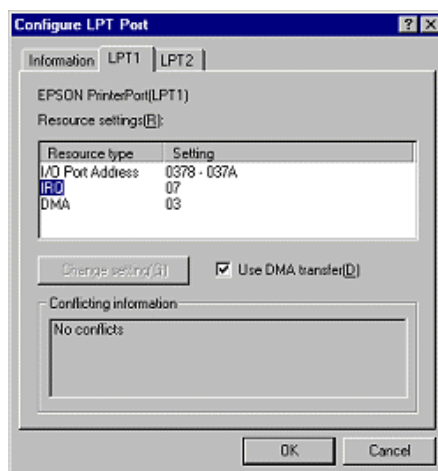 Configure LPT Port
Information LPT1 LPT2
EPSON PrinterPort(LPT1)
Resource settings(R):
Resource type Setting
I/O Port Address 0378 - 037A
IRQ 07
DMA 03
Change setting(S) Use DMA transfer(D)
Conflicting information
No conflicts
OK Cancel